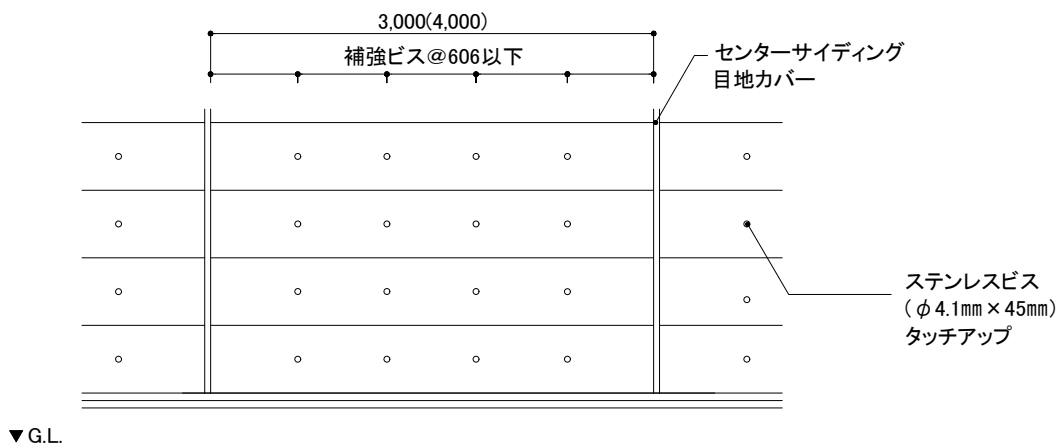 3,000(4,000)
補強ビス@606以下
センターサイディング
目地カバー
ステンレスビス
(φ4.1㎜×45㎜)
タッチアップ
▼G.L.